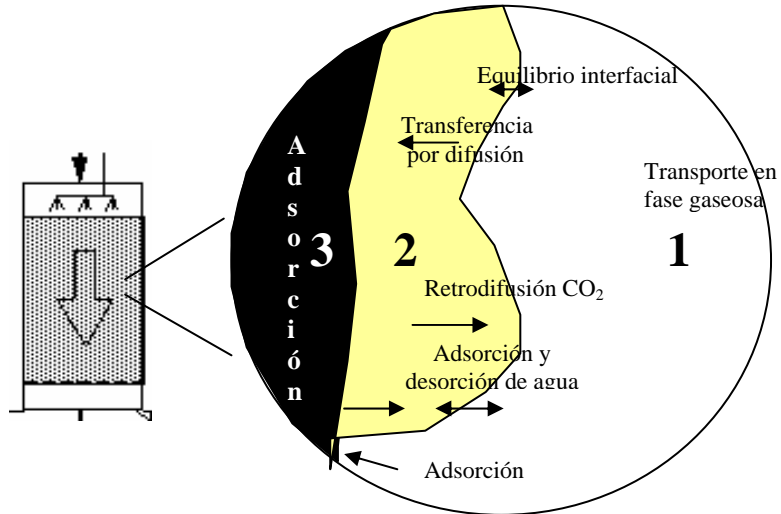 Equilibrio interfacial
Transferencia
por difusión
Transporte en
fase gaseosa
Adsorción
3
2
1
Retrodifusión CO₂
Adsorción y
desorción de agua
Adsorción